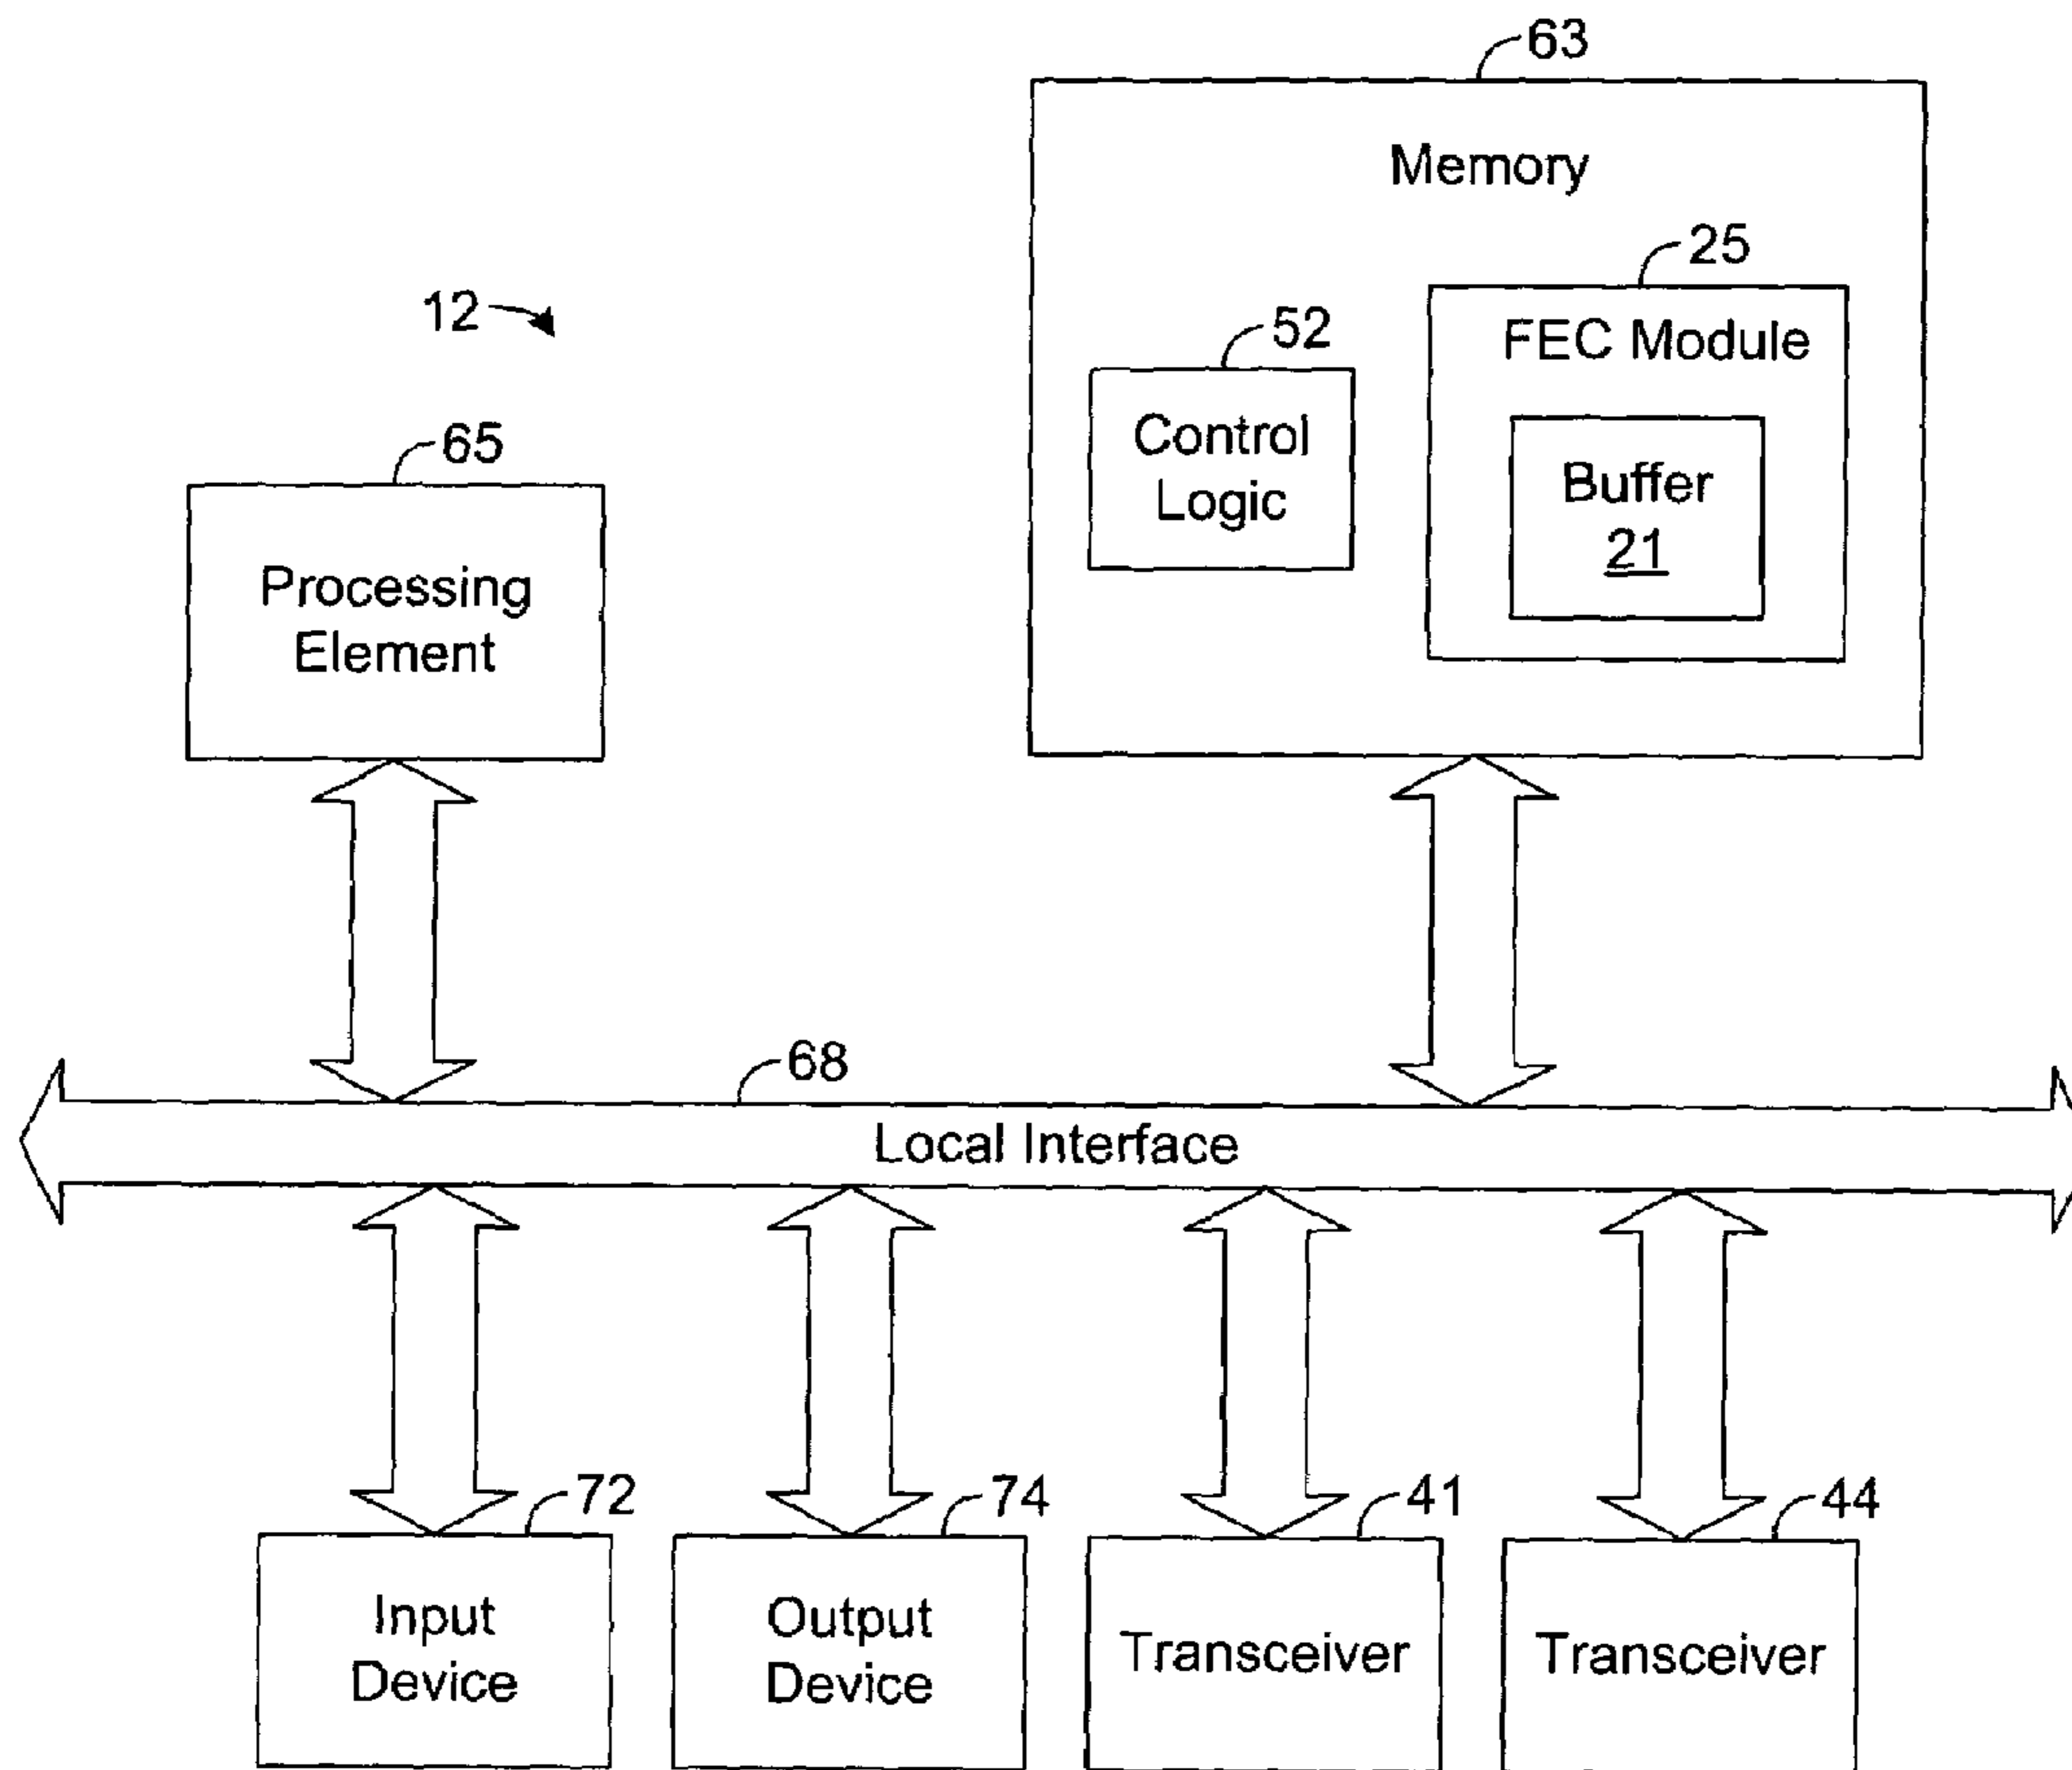 63
Memory
25
12
52
FEC Module
Control
Logic
Buffer
21
65
Processing
Element
68
Local Interface
72
74
41
44
Input
Device
Output
Device
Transceiver
Transceiver